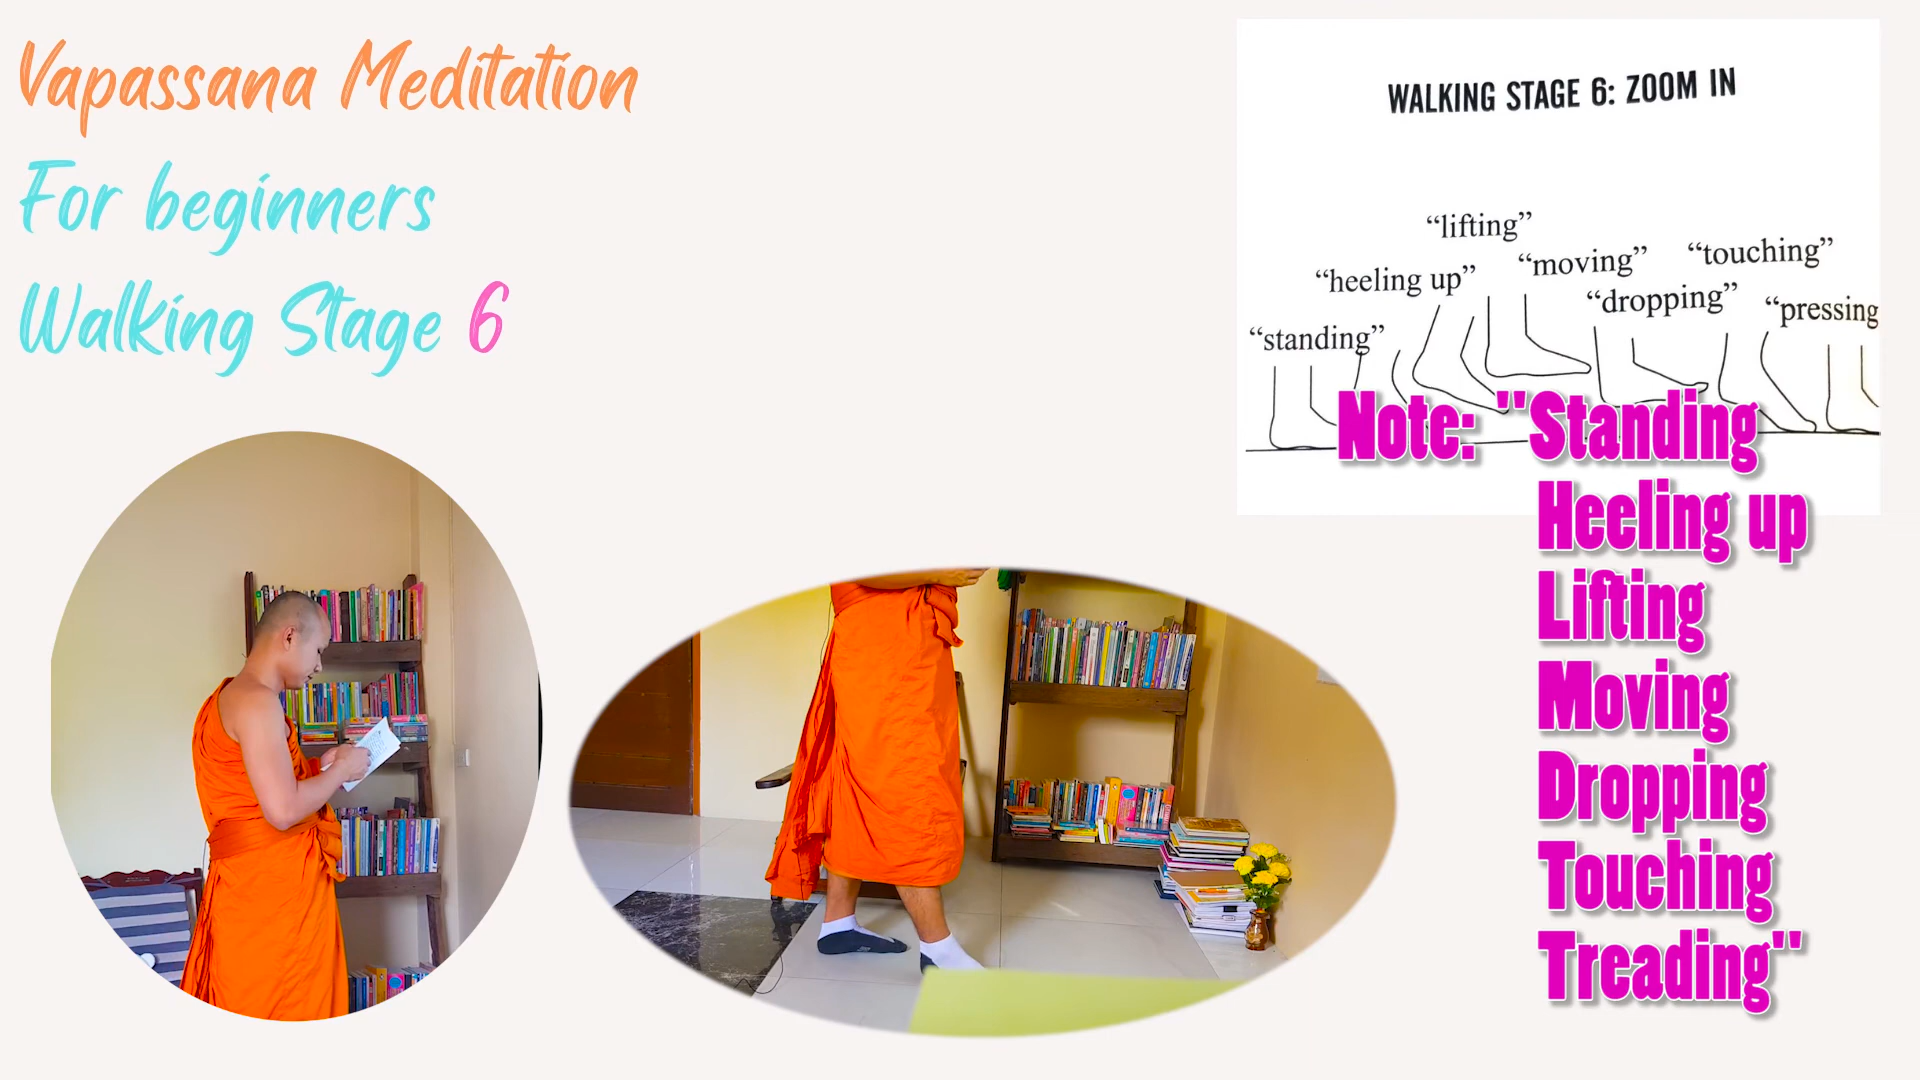 Vapassana Meditation
For beginners
Walking Stage 6
WALKING STAGE 6: ZOOM IN
“lifting”
“heeling up”
“moving”
“touching”
“dropping”
“pressing
“standing”
Note: "Standing
Heeling up
Lifting
Moving
Dropping
Touching
Treading"